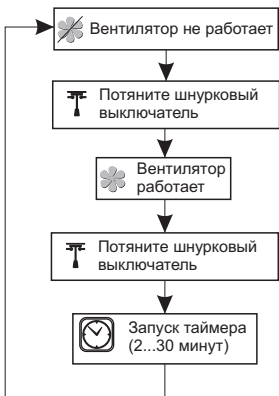 Вентилятор не работает
Потяните шнурковый
выключатель
Вентилятор
работает
Потяните шнурковый
выключатель
Запуск таймера
(2...30 минут)